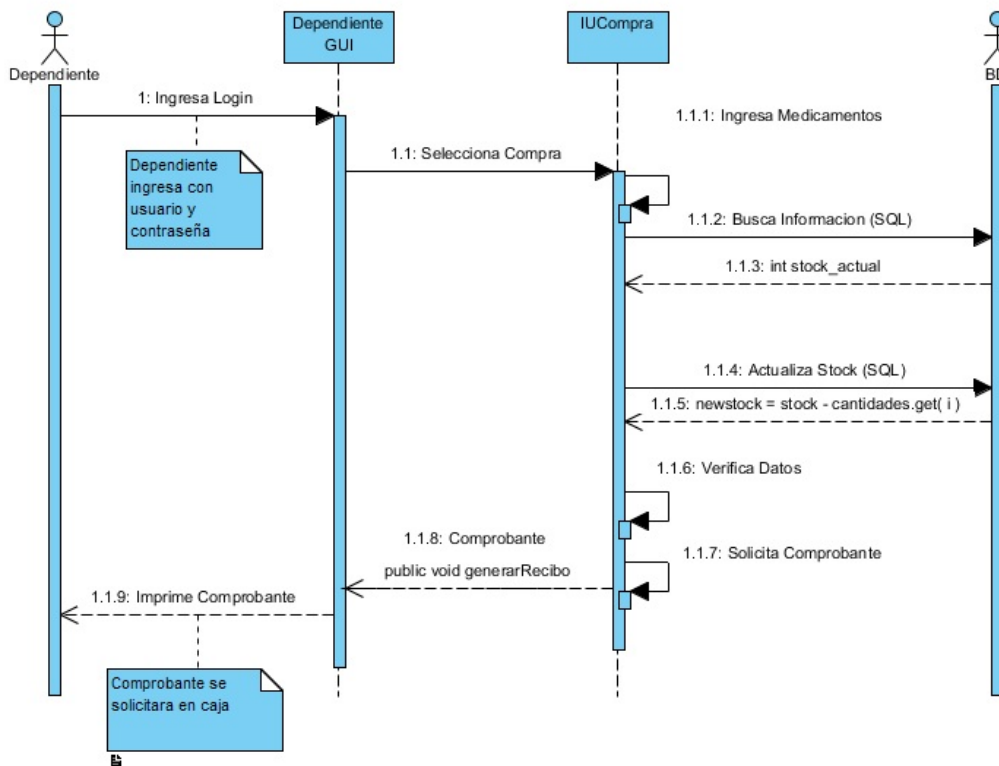 Dependiente
GUI
IUCompra
Dependiente
1: Ingresa Login
1.1.1: Ingresa Medicamentos
Dependiente
ingresa con
usuario y
contraseña
1.1: Selecciona Compra
1.1.2: Busca Informacion (SQL)
1.1.3: int stock_actual
1.1.4: Actualiza Stock (SQL)
1.1.5: newstock = stock - cantidades.get( i )
1.1.6: Verifica Datos
1.1.8: Comprobante
public void generarRecibo
1.1.7: Solicita Comprobante
1.1.9: Imprime Comprobante
Comprobante se
solicitara en caja